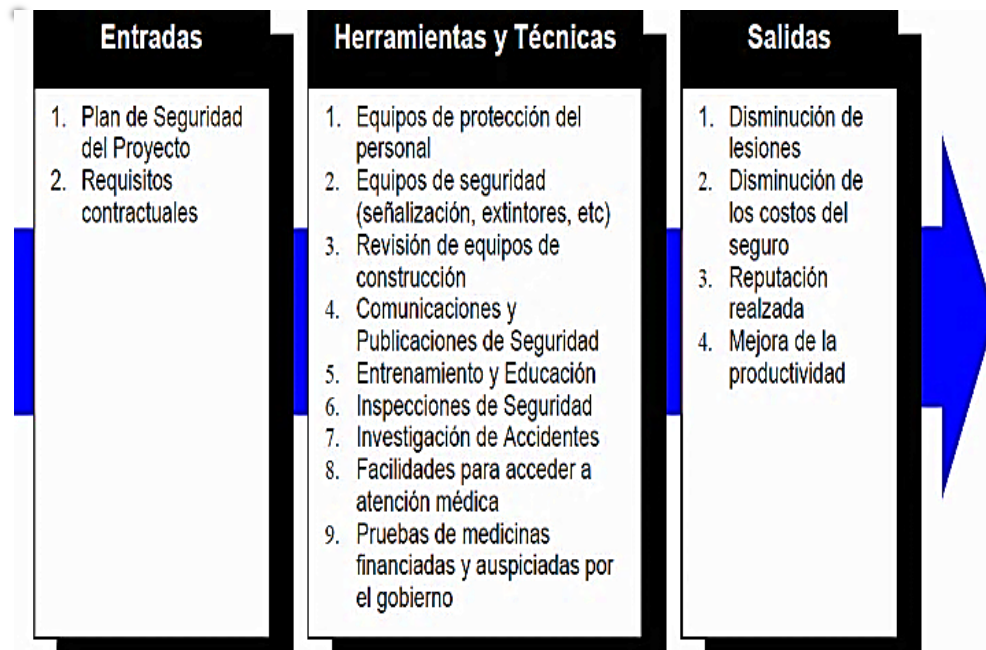 Entradas
1. Plan de Seguridad
del Proyecto
2. Requisitos
contractuales
Herramientas y Técnicas
1. Equipos de protección del
personal
2. Equipos de seguridad
(señalización, extintores, etc)
3. Revisión de equipos de
construcción
4. Comunicaciones y
Publicaciones de Seguridad
5. Entrenamiento y Educación
6. Inspecciones de Seguridad
7. Investigación de Accidentes
8. Facilidades para acceder a
atención médica
9. Pruebas de medicinas
financiadas y auspiciadas por
el gobierno
Salidas
1. Disminución de
lesiones
2. Disminución de
los costos del
seguro
3. Reputación
realzada
4. Mejora de la
productividad